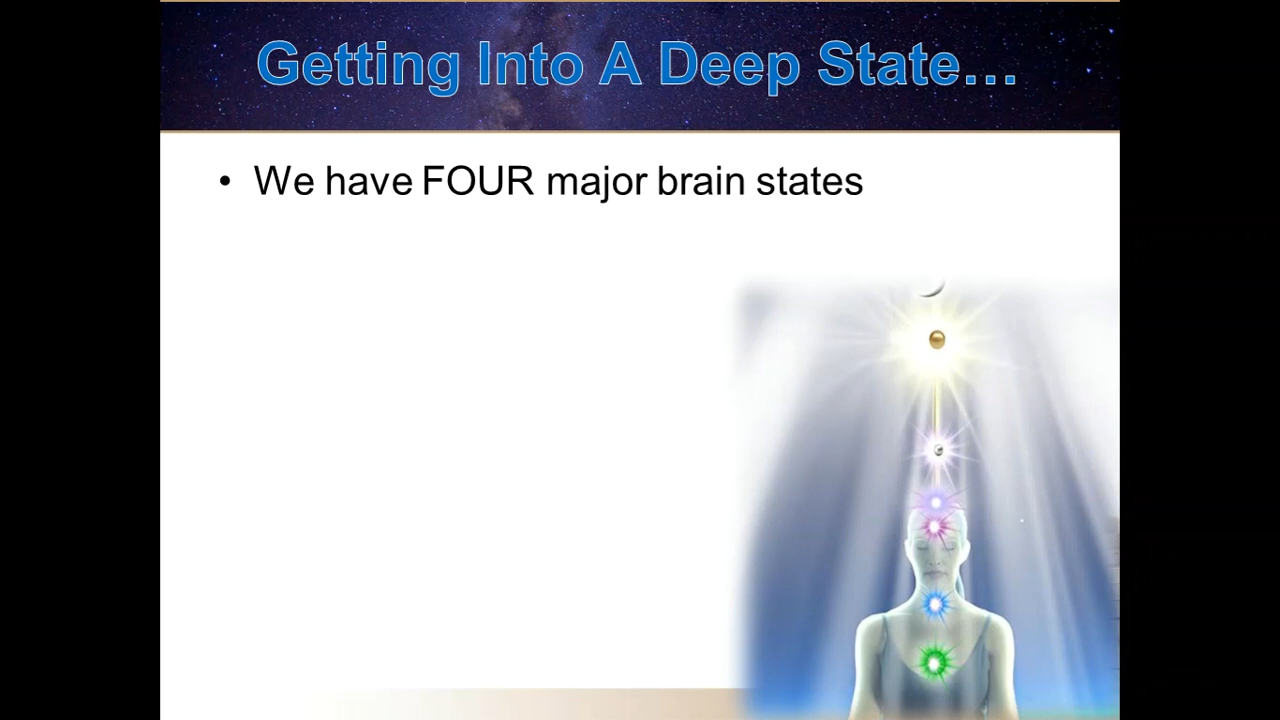 Getting Into A Deep State…
• We have FOUR major brain states